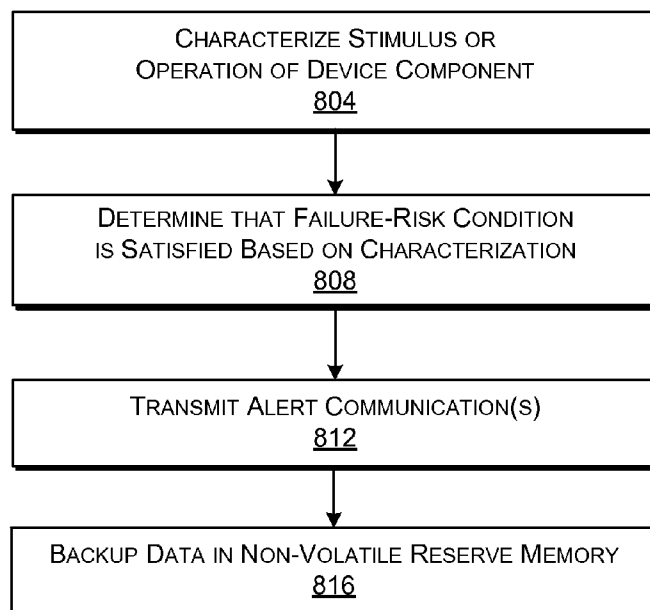 CHARACTERIZE STIMULUS OR
OPERATION OF DEVICE COMPONENT
804
DETERMINE THAT FAILURE-RISK CONDITION
IS SATISFIED BASED ON CHARACTERIZATION
808
TRANSMIT ALERT COMMUNICATION(S)
812
BACKUP DATA IN NON-VOLATILE RESERVE MEMORY
816